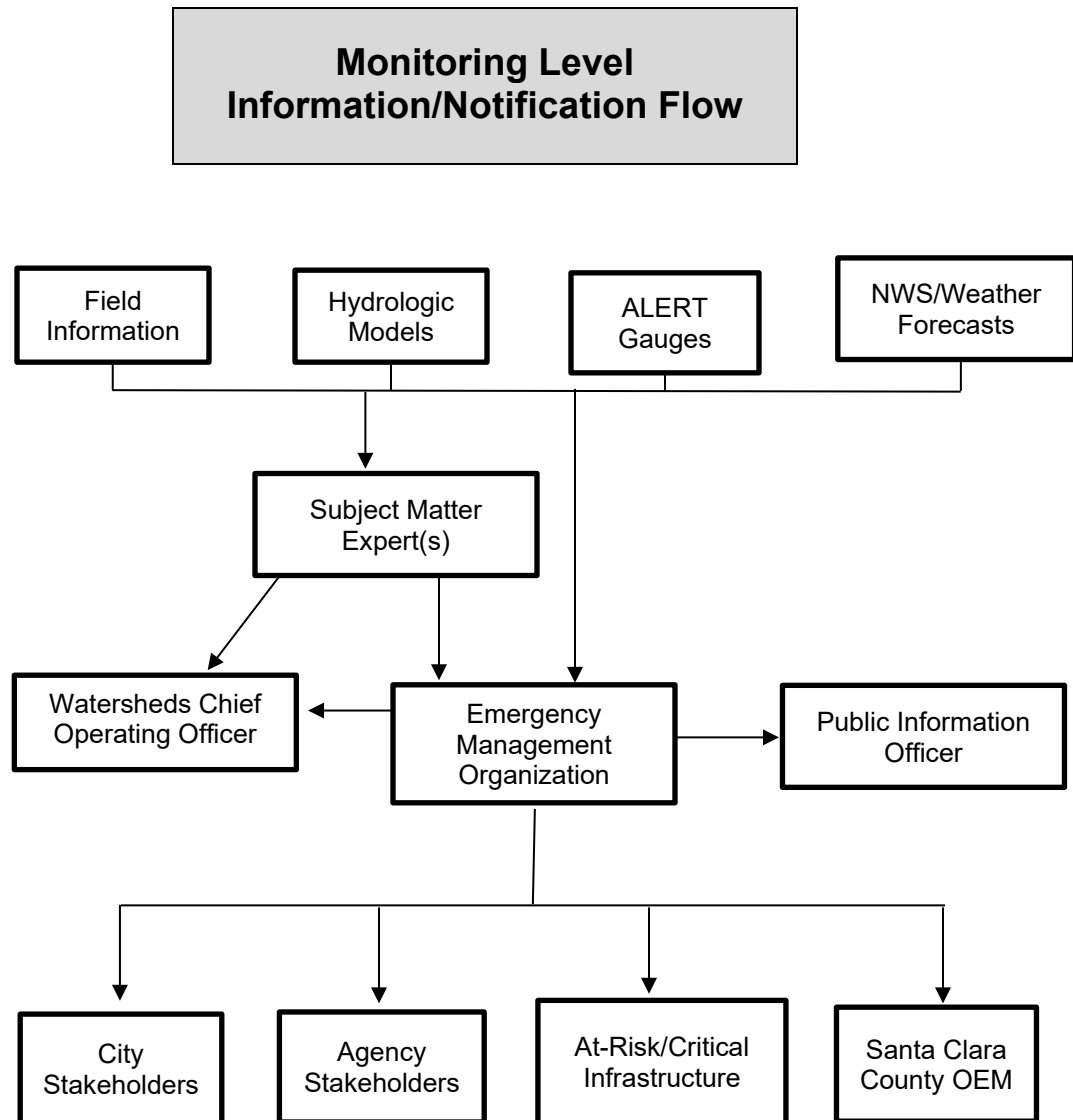 Monitoring Level
Information/Notification Flow
Field
Information
Hydrologic
Models
ALERT
Gauges
NWS/Weather
Forecasts
Subject Matter
Expert(s)
Watersheds Chief
Operating Officer
Emergency
Management
Organization
Public Information
Officer
City
Stakeholders
Agency
Stakeholders
At-Risk/Critical
Infrastructure
Santa Clara
County OEM